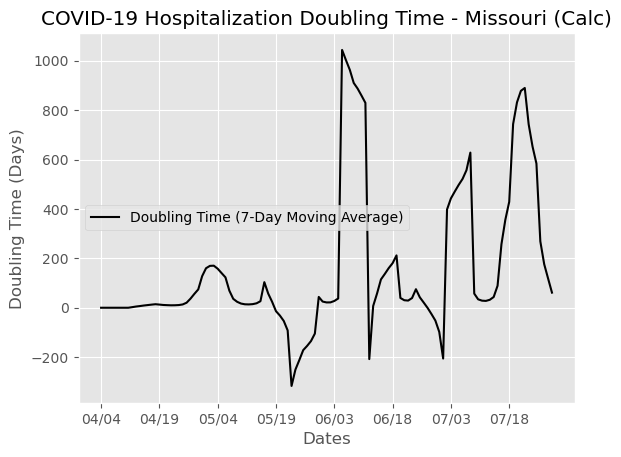 COVID-19 Hospitalization Doubling Time - Missouri (Calc)
Doubling Time (Days)
1000
800
600
400
200
0
−200
Doubling Time (7-Day Moving Average)
04/04 04/19 05/04 05/19 06/03 06/18 07/03 07/18
Dates